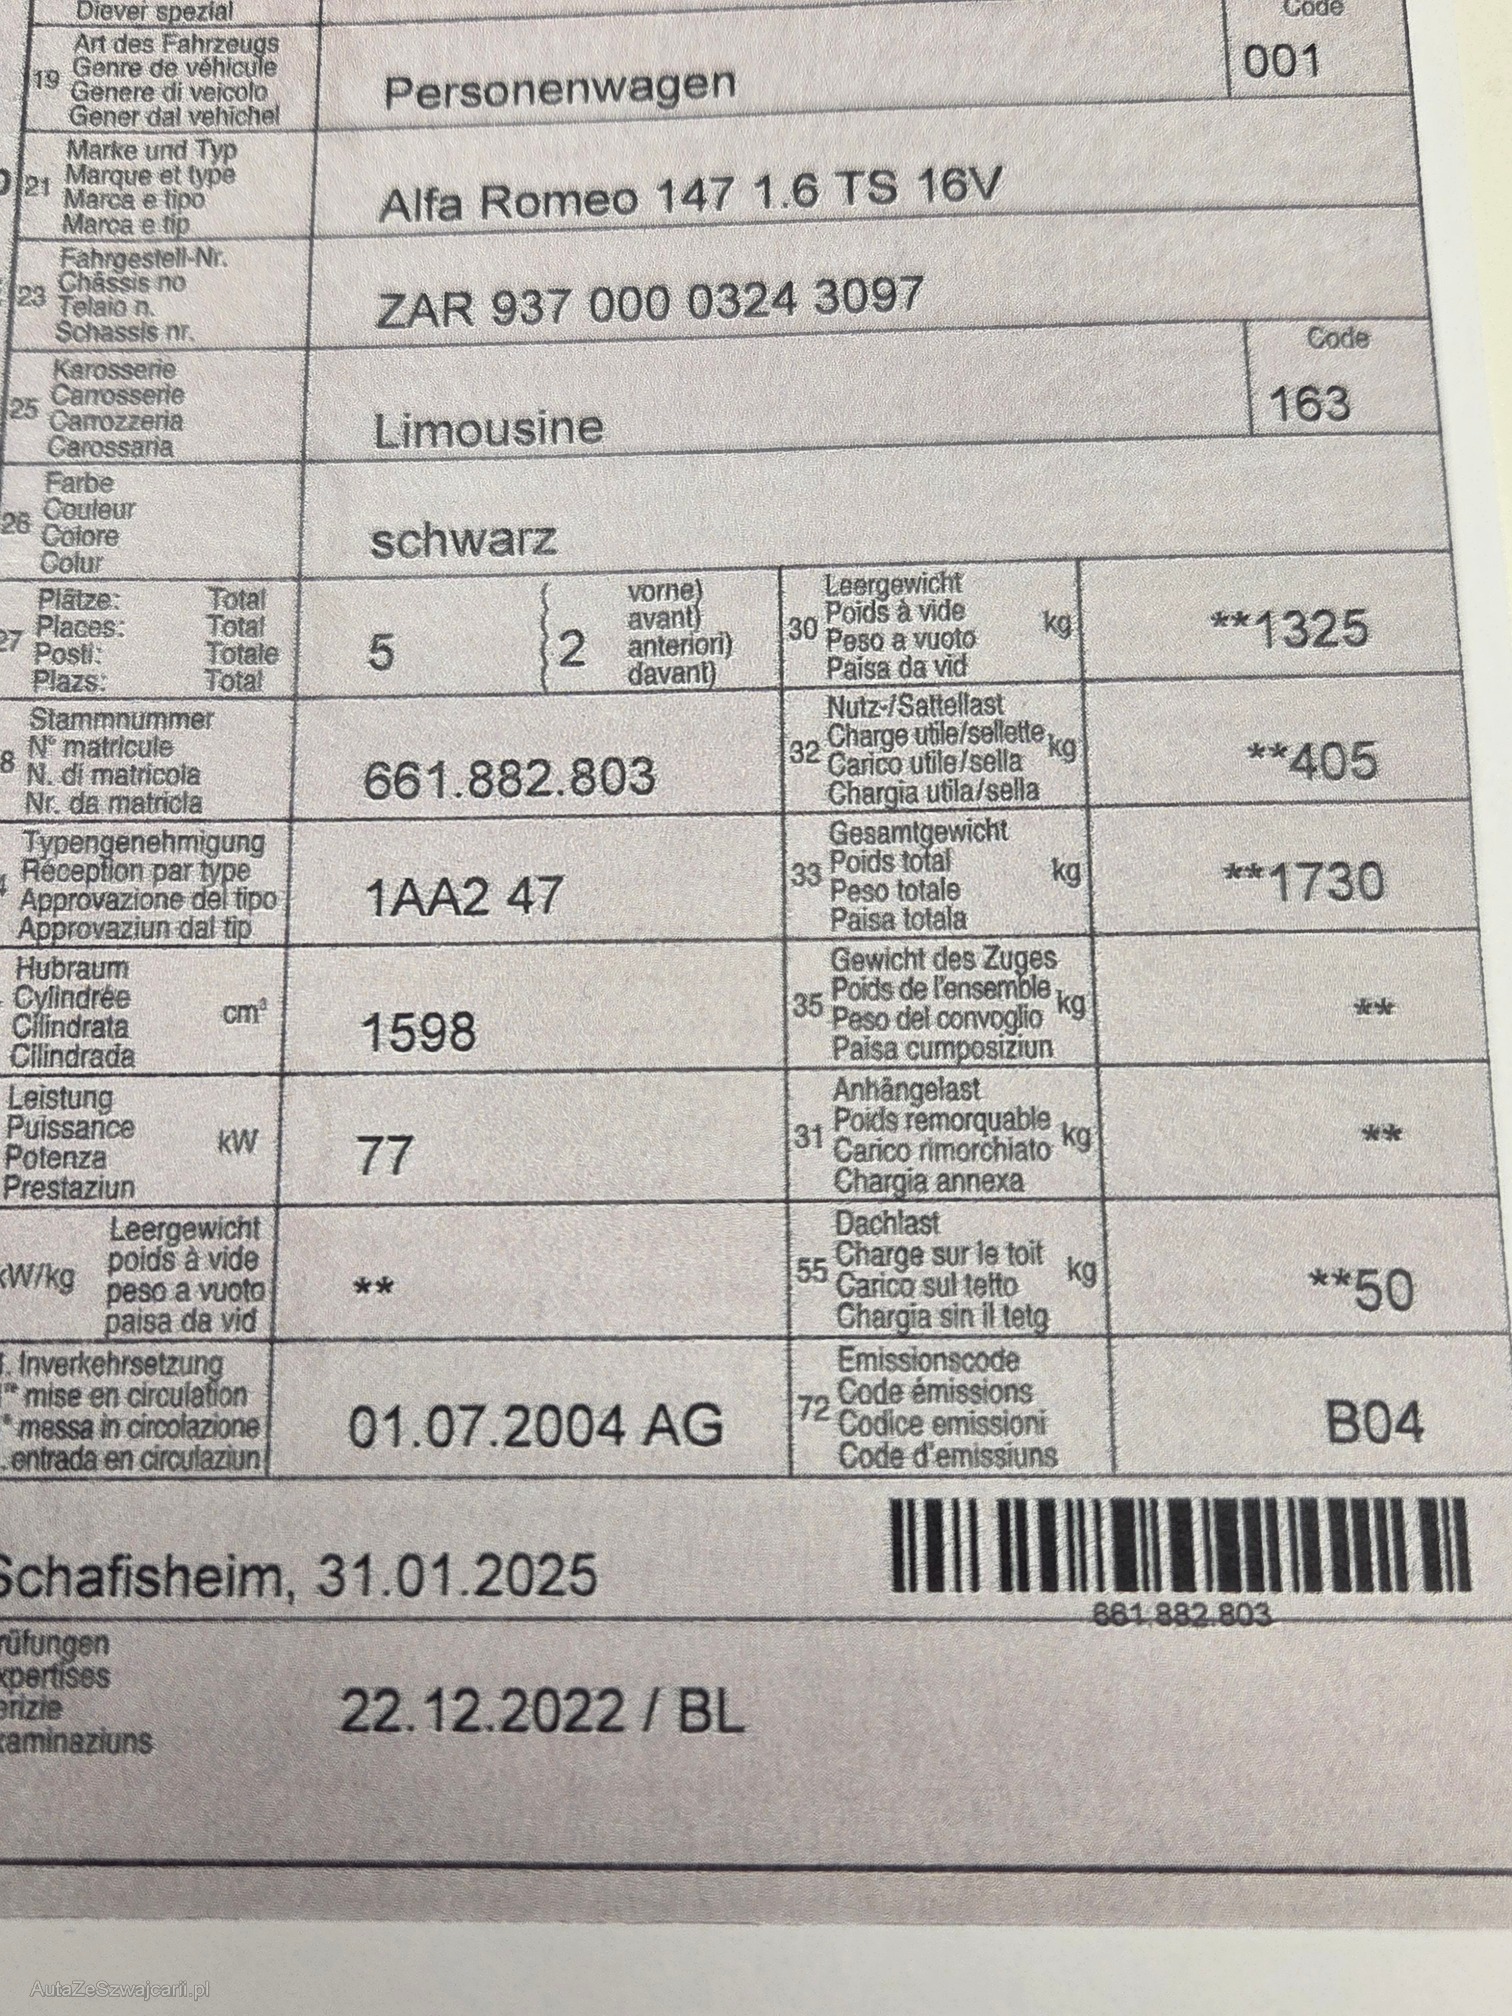 Diever spezial
Code
19 Art des Fahrzeugs
Genre de véhicule
Genere di veicolo
Gener dal vehichel
Personenwagen
001
21 Marke und Typ
Marque et type
Marca e tipo
Marca e tip
Alfa Romeo 147 1.6 TS 16V
23 Fahrgestell-Nr.
Châssis no
Telaio n.
Schassis nr.
ZAR 937 000 0324 3097
25 Karosserie
Carrosserie
Carrozzeria
Carossaria
Limousine
Code
163
26 Farbe
Couleur
Colore
Colur
schwarz
27 Plätze: Total
Places: Total
Posti: Totale
Plazs: Total
5
2
vorne)
avant)
anteriori)
davant)
30 Leergewicht
Poids à vide
Peso a vuoto
Paisa da vid
kg
**1325
8 Stammnummer
N° matricule
N. di matricola
Nr. da matricla
661.882.803
32 Nutz-/Sattellast
Charge utile/sellette
Carico utile/sella
Chargia utila/sella
kg
**405
Typengenehmigung
Réception par type
Approvazione del tipo
Approvaziun dal tip
1AA2 47
33 Gesamtgewicht
Poids total
Peso totale
Paisa totala
kg
**1730
Hubraum
Cylindrée
Cilindrata
Cilindrada
cm³
1598
35 Gewicht des Zuges
Poids de l'ensemble
Peso del convoglio
Paisa cumposiziun
kg
**
Leistung
Puissance
Potenza
Prestaziun
kW
77
31 Anhängelast
Poids remorquable
Carico rimorchiato
Chargia annexa
kg
**
kW/kg
Leergewicht
poids à vide
peso a vuoto
paisa da vid
**
55 Dachlast
Charge sur le toit
Carico sul tetto
Chargia sin il tetg
kg
**50
. Inverkehrsetzung
mise en circulation
messa in circolazione
. entrada en circulaziun
01.07.2004 AG
72 Emissionscode
Code émissions
Codice emissioni
Code d'emissiuns
B04
Schafisheim, 31.01.2025
661.882.803
rüfungen
xpertises
erizie
xaminaziuns
22.12.2022 / BL
AutaZeSzwajcarii.pl